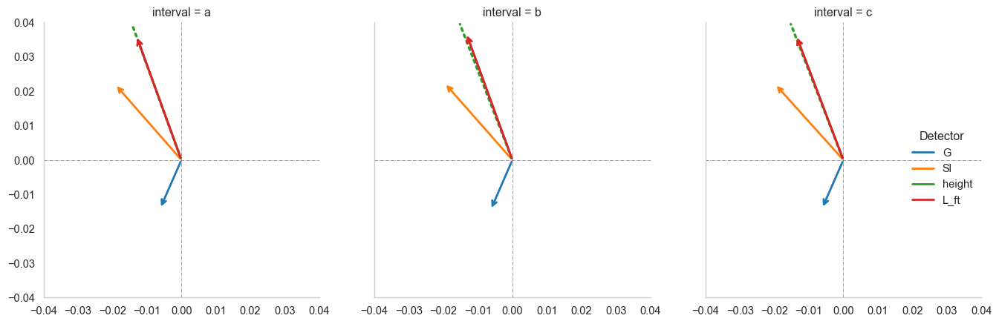 interval = a
interval = b
interval = c
0.04
0.03
0.02
0.01
0.00
−0.01
−0.02
−0.03
−0.04
−0.04 −0.03 −0.02 −0.01 0.00 0.01 0.02 0.03 0.04
−0.04 −0.03 −0.02 −0.01 0.00 0.01 0.02 0.03 0.04
−0.04 −0.03 −0.02 −0.01 0.00 0.01 0.02 0.03 0.04
Detector
G
SI
height
L_ft